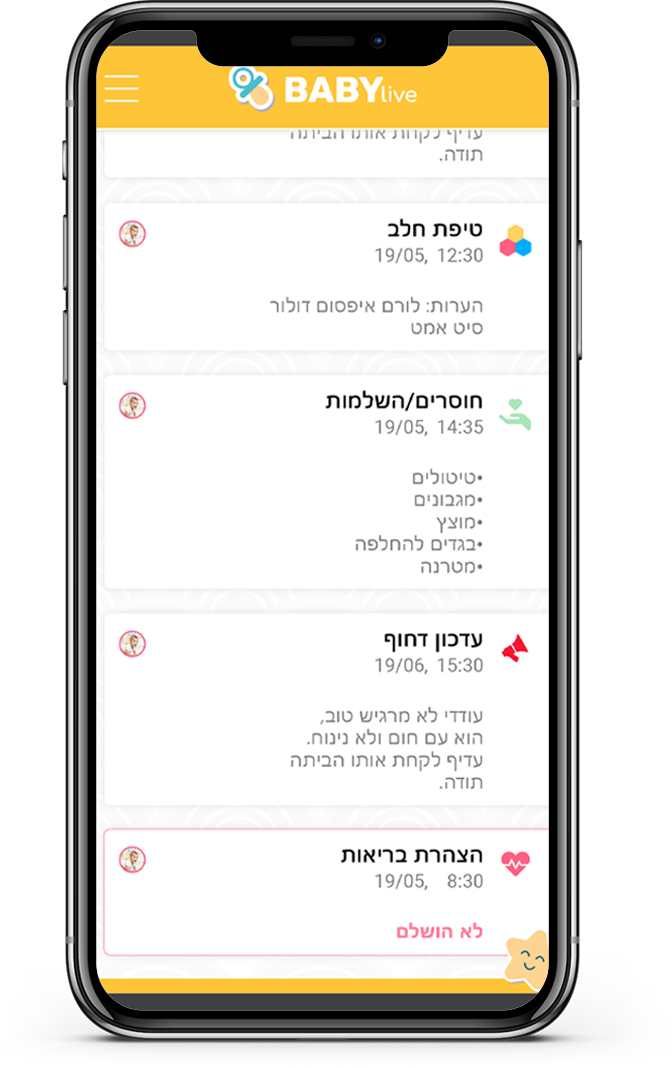 BABYlive
עדיף לקחת אותו הביתה
תודה.
טיפת חלב
19/05, 12:30
הערות: לורם איפסום דולור
סיט אמט
חוסרים/השלמות
19/05, 14:35
•טיטולים
•מגבונים
•מוצץ
•בגדים להחלפה
•מטרנה
עדכון דחוף
19/06, 15:30
עודדי לא מרגיש טוב,
הוא עם חום ולא נינוח.
עדיף לקחת אותו הביתה
תודה.
הצהרת בריאות
19/05, 8:30
לא הושלם